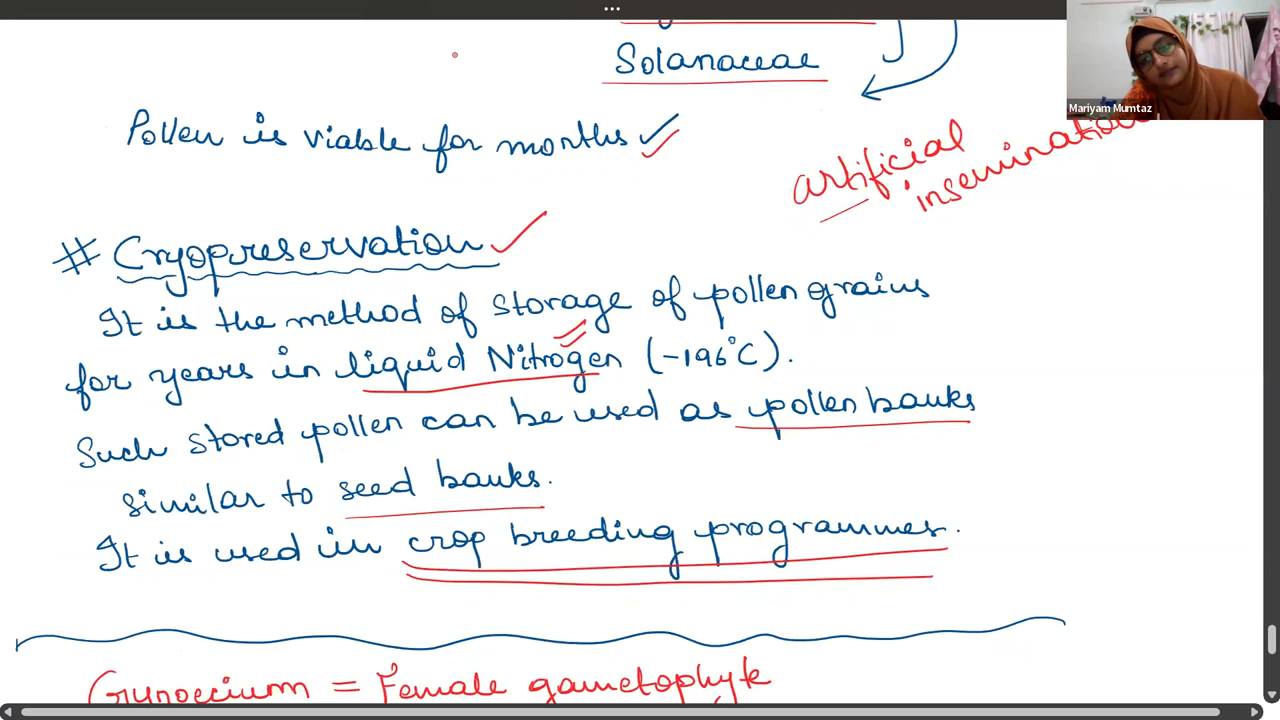 Solanaceae
Mariyam Mumtaz
Pollen is viable for months
artificial
insemination
# Cryopreservation
It is the method of storage of pollen grains
for years in liquid Nitrogen (-196°C).
Such stored pollen can be used as pollen banks
similar to seed banks.
It is used in crop breeding programmes.
Gynoecium = Female gametophyte